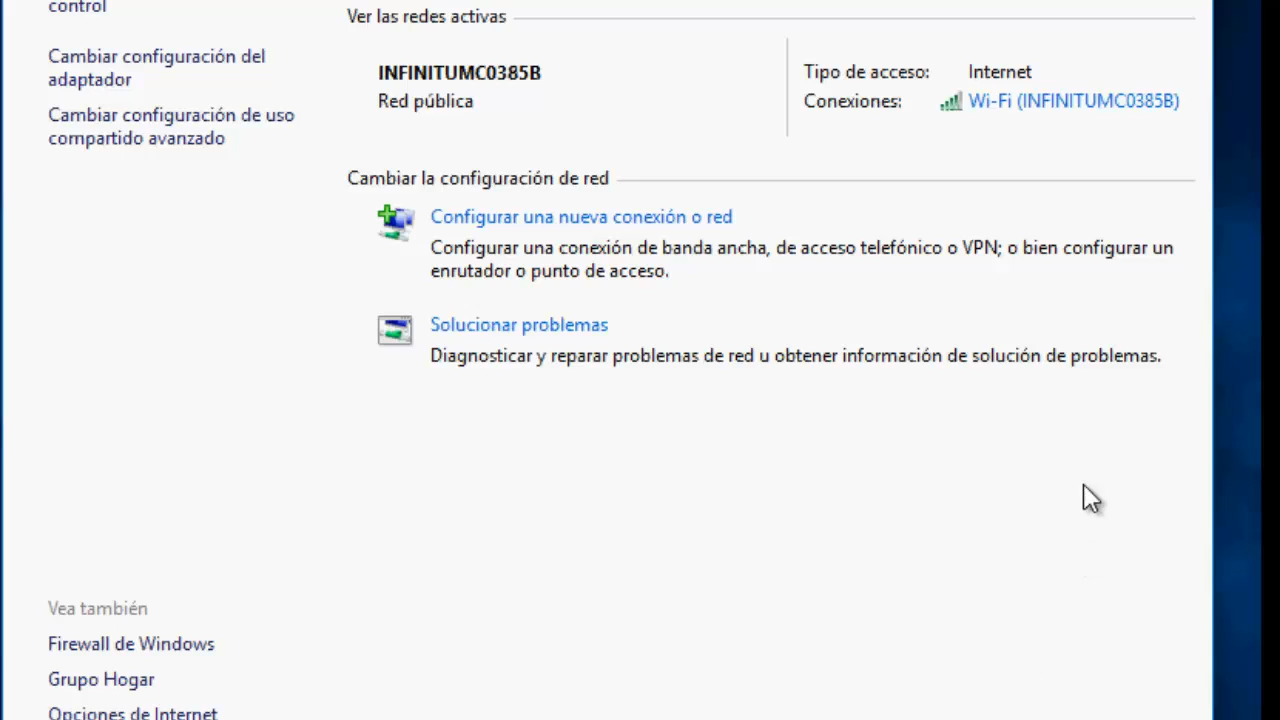 control
Cambiar configuración del
adaptador
Cambiar configuración de uso
compartido avanzado
Ver las redes activas
INFINITUMC0385B
Red pública
Tipo de acceso: Internet
Conexiones: Wi-Fi (INFINITUMC0385B)
Cambiar la configuración de red
Configurar una nueva conexión o red
Configurar una conexión de banda ancha, de acceso telefónico o VPN; o bien configurar un
enrutador o punto de acceso.
Solucionar problemas
Diagnosticar y reparar problemas de red u obtener información de solución de problemas.
Vea también
Firewall de Windows
Grupo Hogar
Opciones de Internet